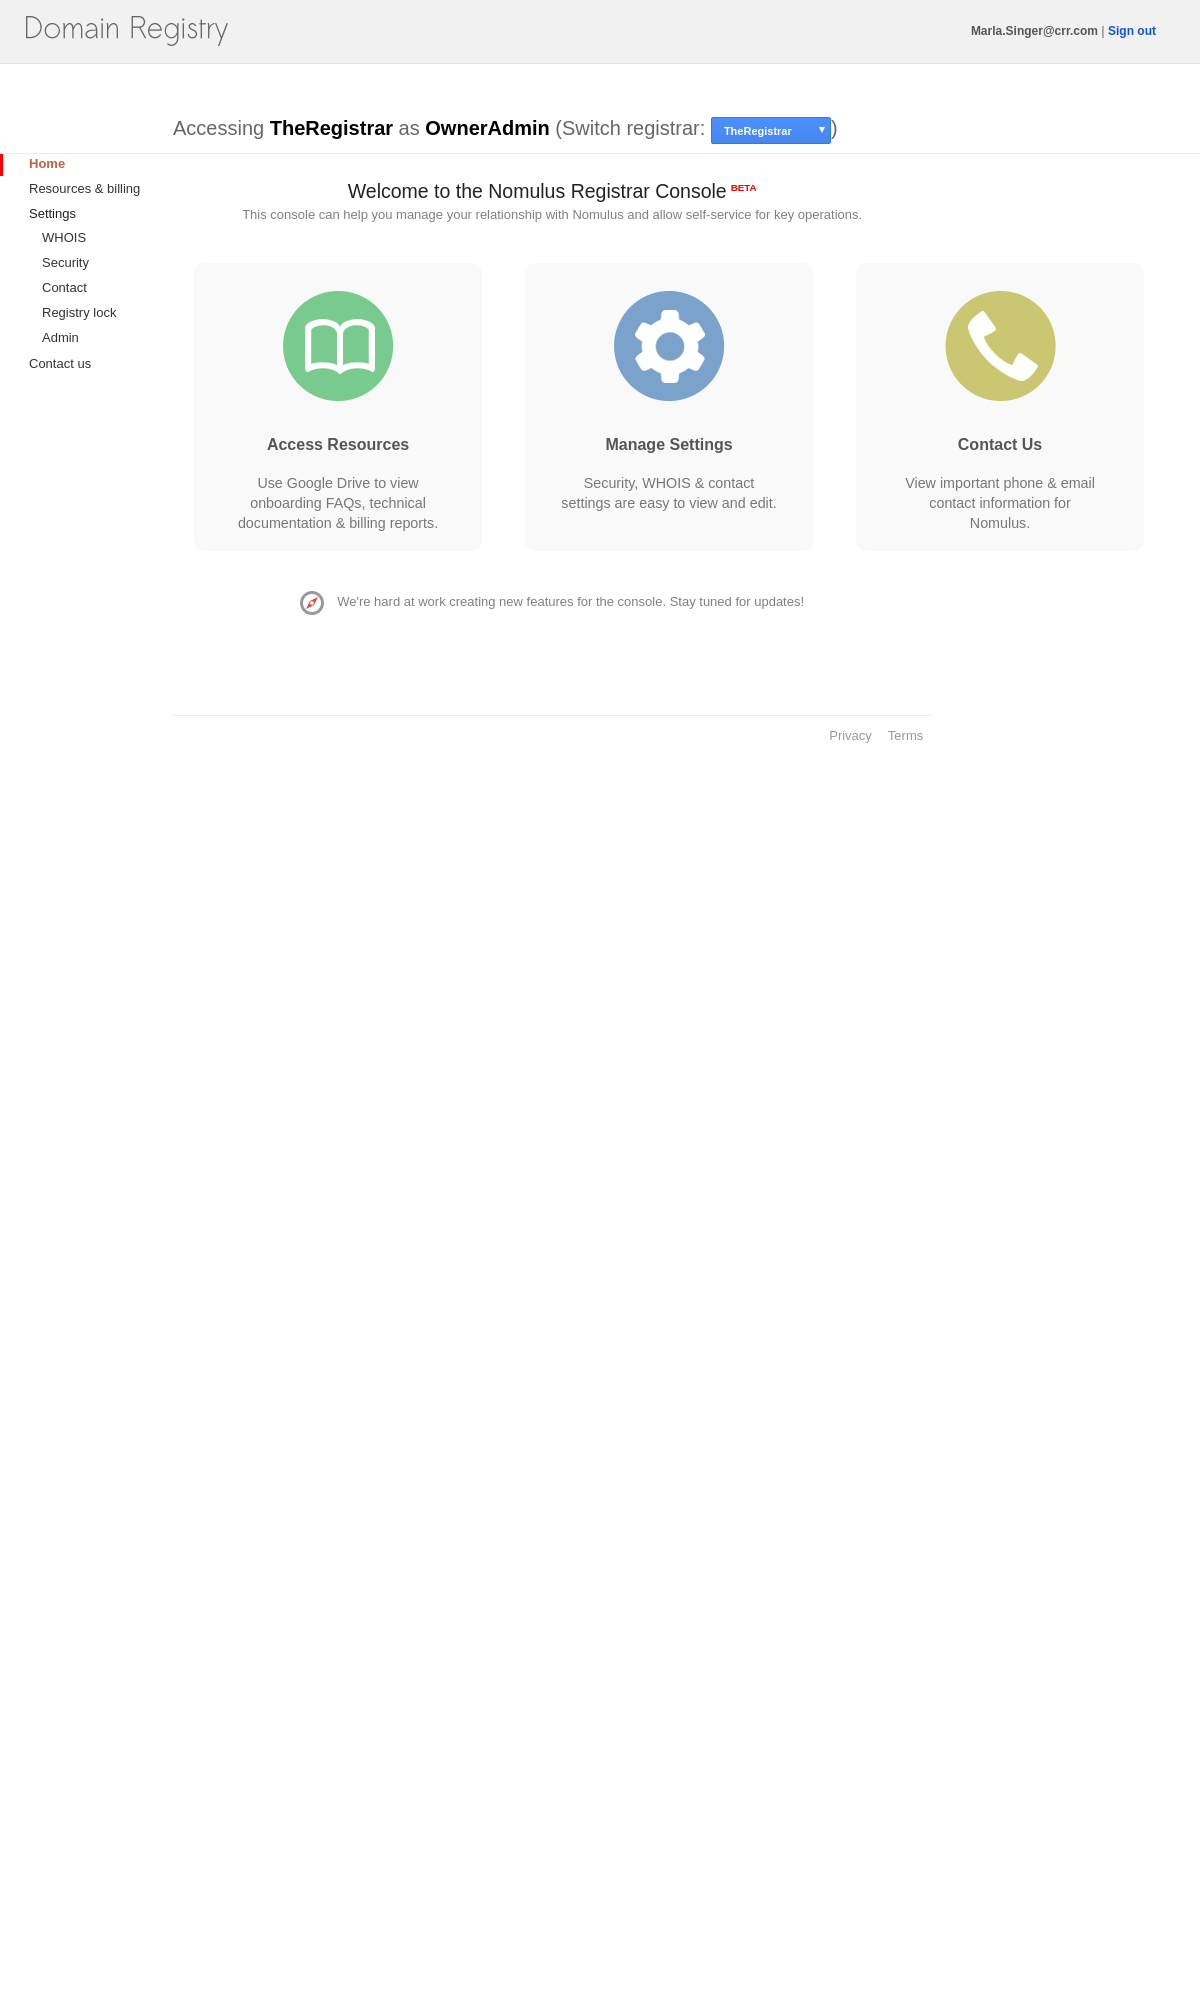 Domain Registry
Marla.Singer@crr.com | Sign out
Accessing TheRegistrar as OwnerAdmin (Switch registrar: TheRegistrar ▼)
Home
Resources & billing
Settings
WHOIS
Security
Contact
Registry lock
Admin
Contact us
Welcome to the Nomulus Registrar Console BETA
This console can help you manage your relationship with Nomulus and allow self-service for key operations.
Access Resources
Use Google Drive to view
onboarding FAQs, technical
documentation & billing reports.
Manage Settings
Security, WHOIS & contact
settings are easy to view and edit.
Contact Us
View important phone & email
contact information for
Nomulus.
We're hard at work creating new features for the console. Stay tuned for updates!
Privacy Terms